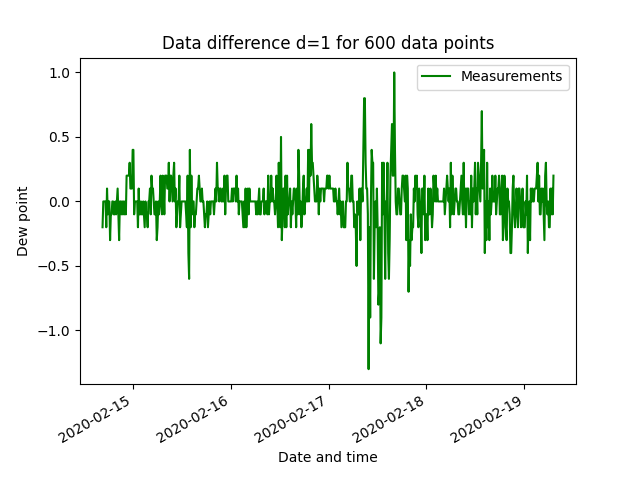 Data difference d=1 for 600 data points
Measurements
1.0
0.5
0.0
−0.5
−1.0
Dew point
2020-02-15
2020-02-16
2020-02-17
2020-02-18
2020-02-19
Date and time